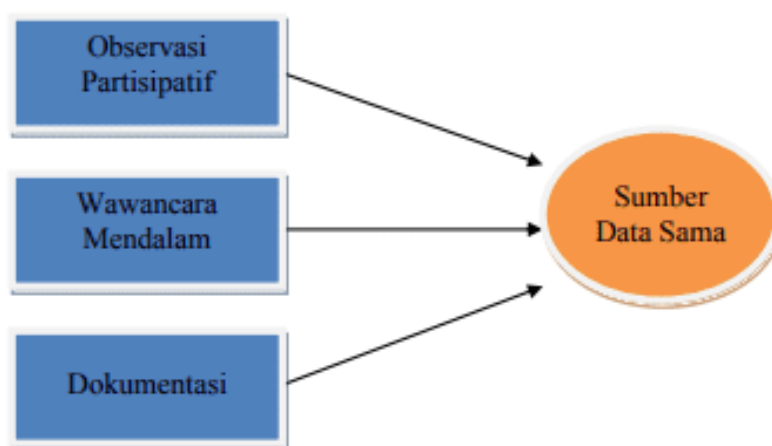 Observasi
Partisipatif
Wawancara
Mendalam
Dokumentasi
Sumber
Data Sama